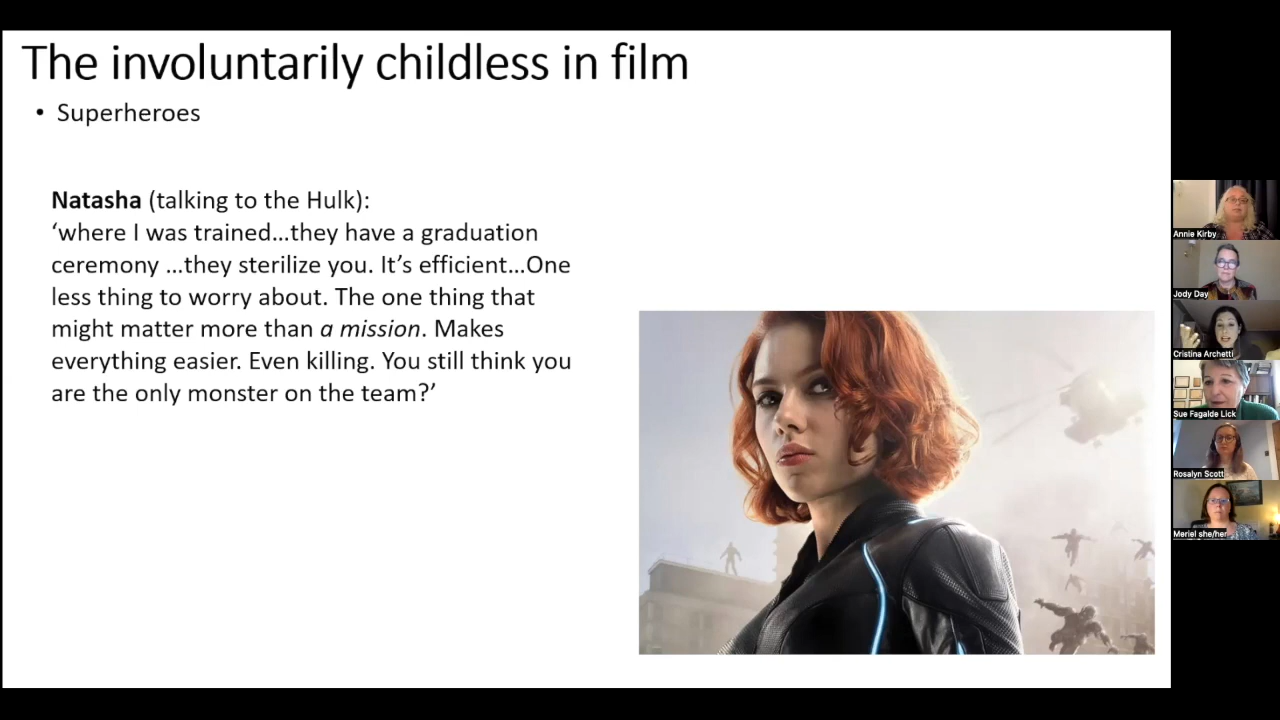 The involuntarily childless in film
• Superheroes
Natasha (talking to the Hulk):
‘where I was trained…they have a graduation
ceremony …they sterilize you. It’s efficient…One
less thing to worry about. The one thing that
might matter more than a mission. Makes
everything easier. Even killing. You still think you
are the only monster on the team?’
Annie Kirby
Jody Day
Cristina Archetti
Sue Fagalde Lick
Rosalyn Scott
Meriel she/her